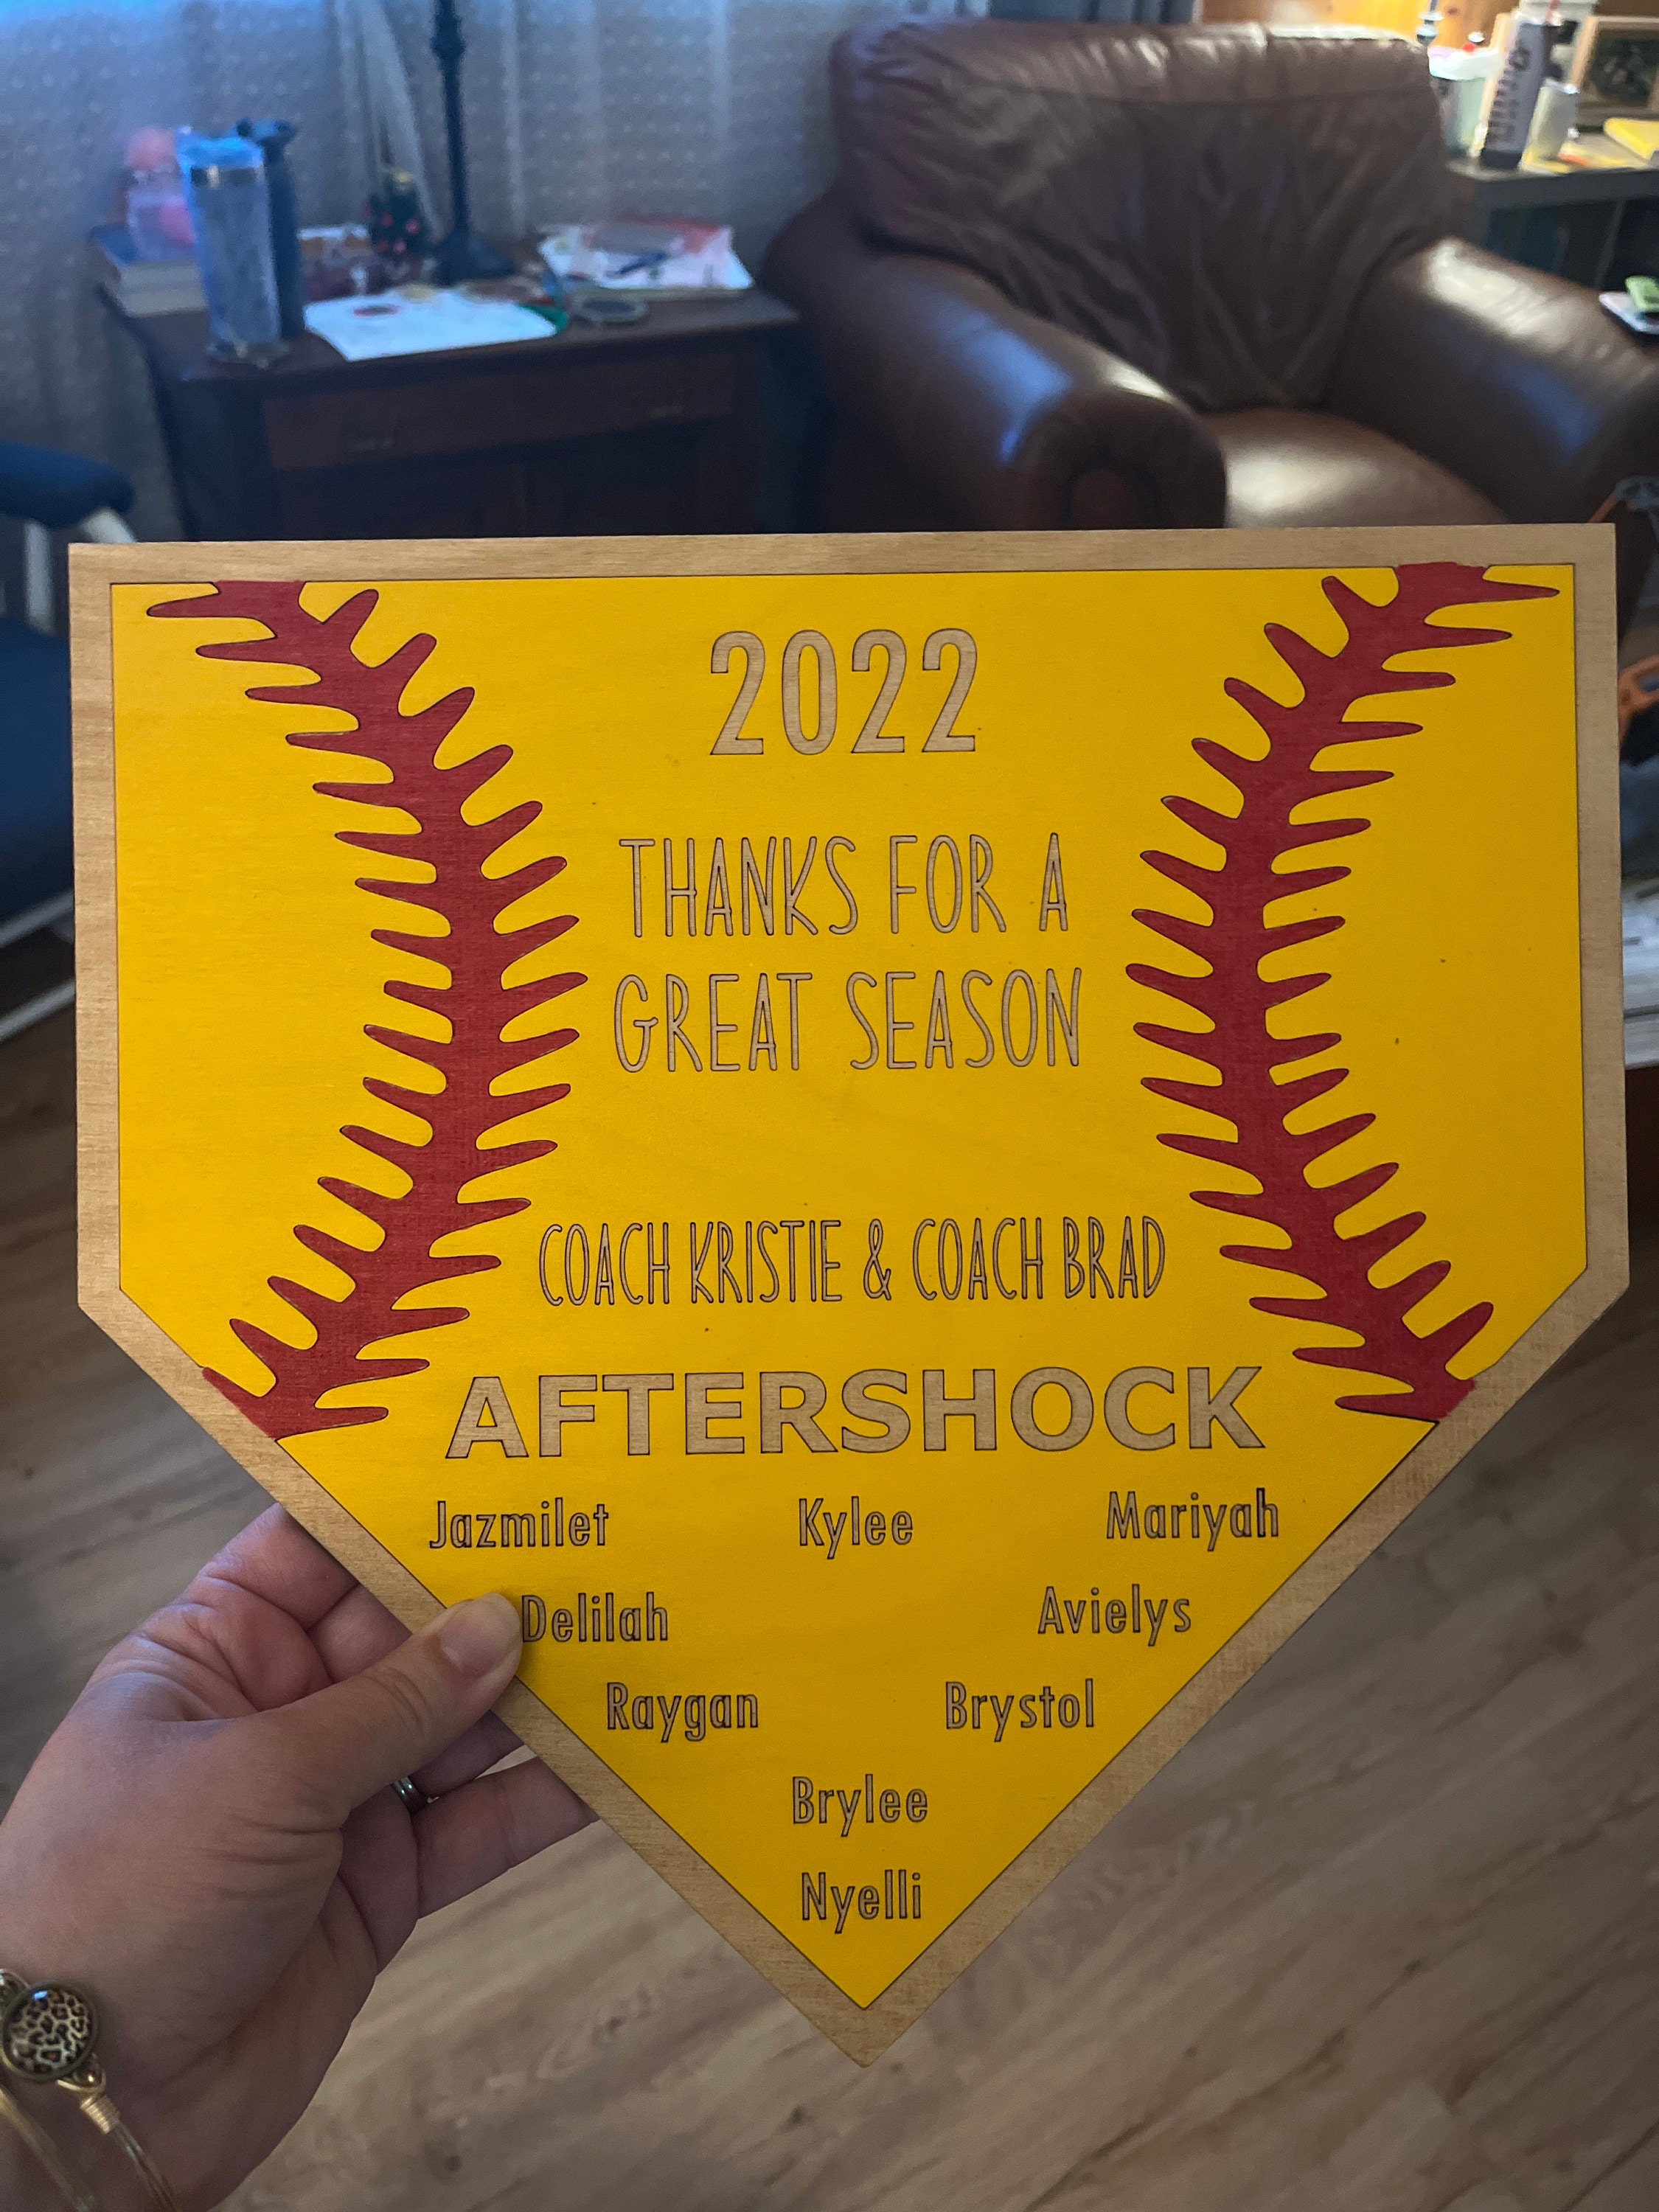 2022
THANKS FOR A
GREAT SEASON
COACH KRISTIE & COACH BRAD
AFTERSHOCK
Jazmilet Kylee Mariyah
Delilah Avielys
Raygan Brystol
Brylee
Nyelli